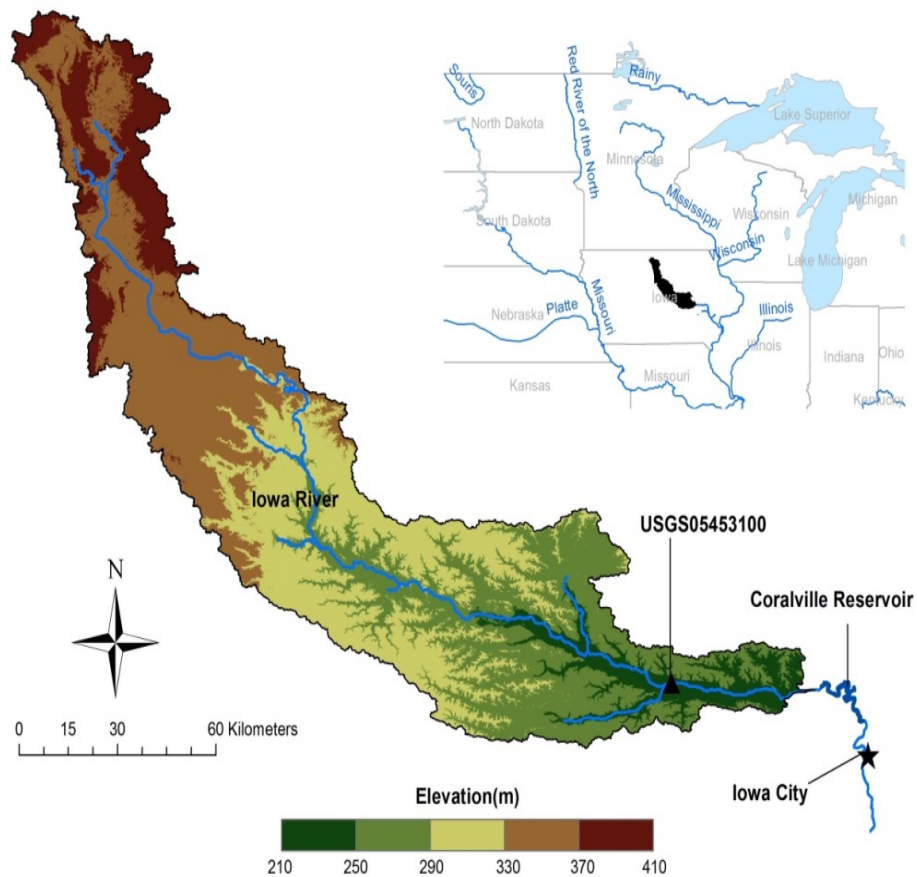 Souris
Red River of the North
Rainy
North Dakota
Lake Superior
Minnesota
Mississippi
Wisconsin
Michigan
South Dakota
Wisconsin
Lake Michigan
Iowa
Missouri
Nebraska
Platte
Illinois
Illinois
Indiana
Ohio
Kansas
Missouri
Kentucky
Iowa River
USGS05453100
Coralville Reservoir
N
0 15 30 60 Kilometers
Iowa City
Elevation(m)
210 250 290 330 370 410